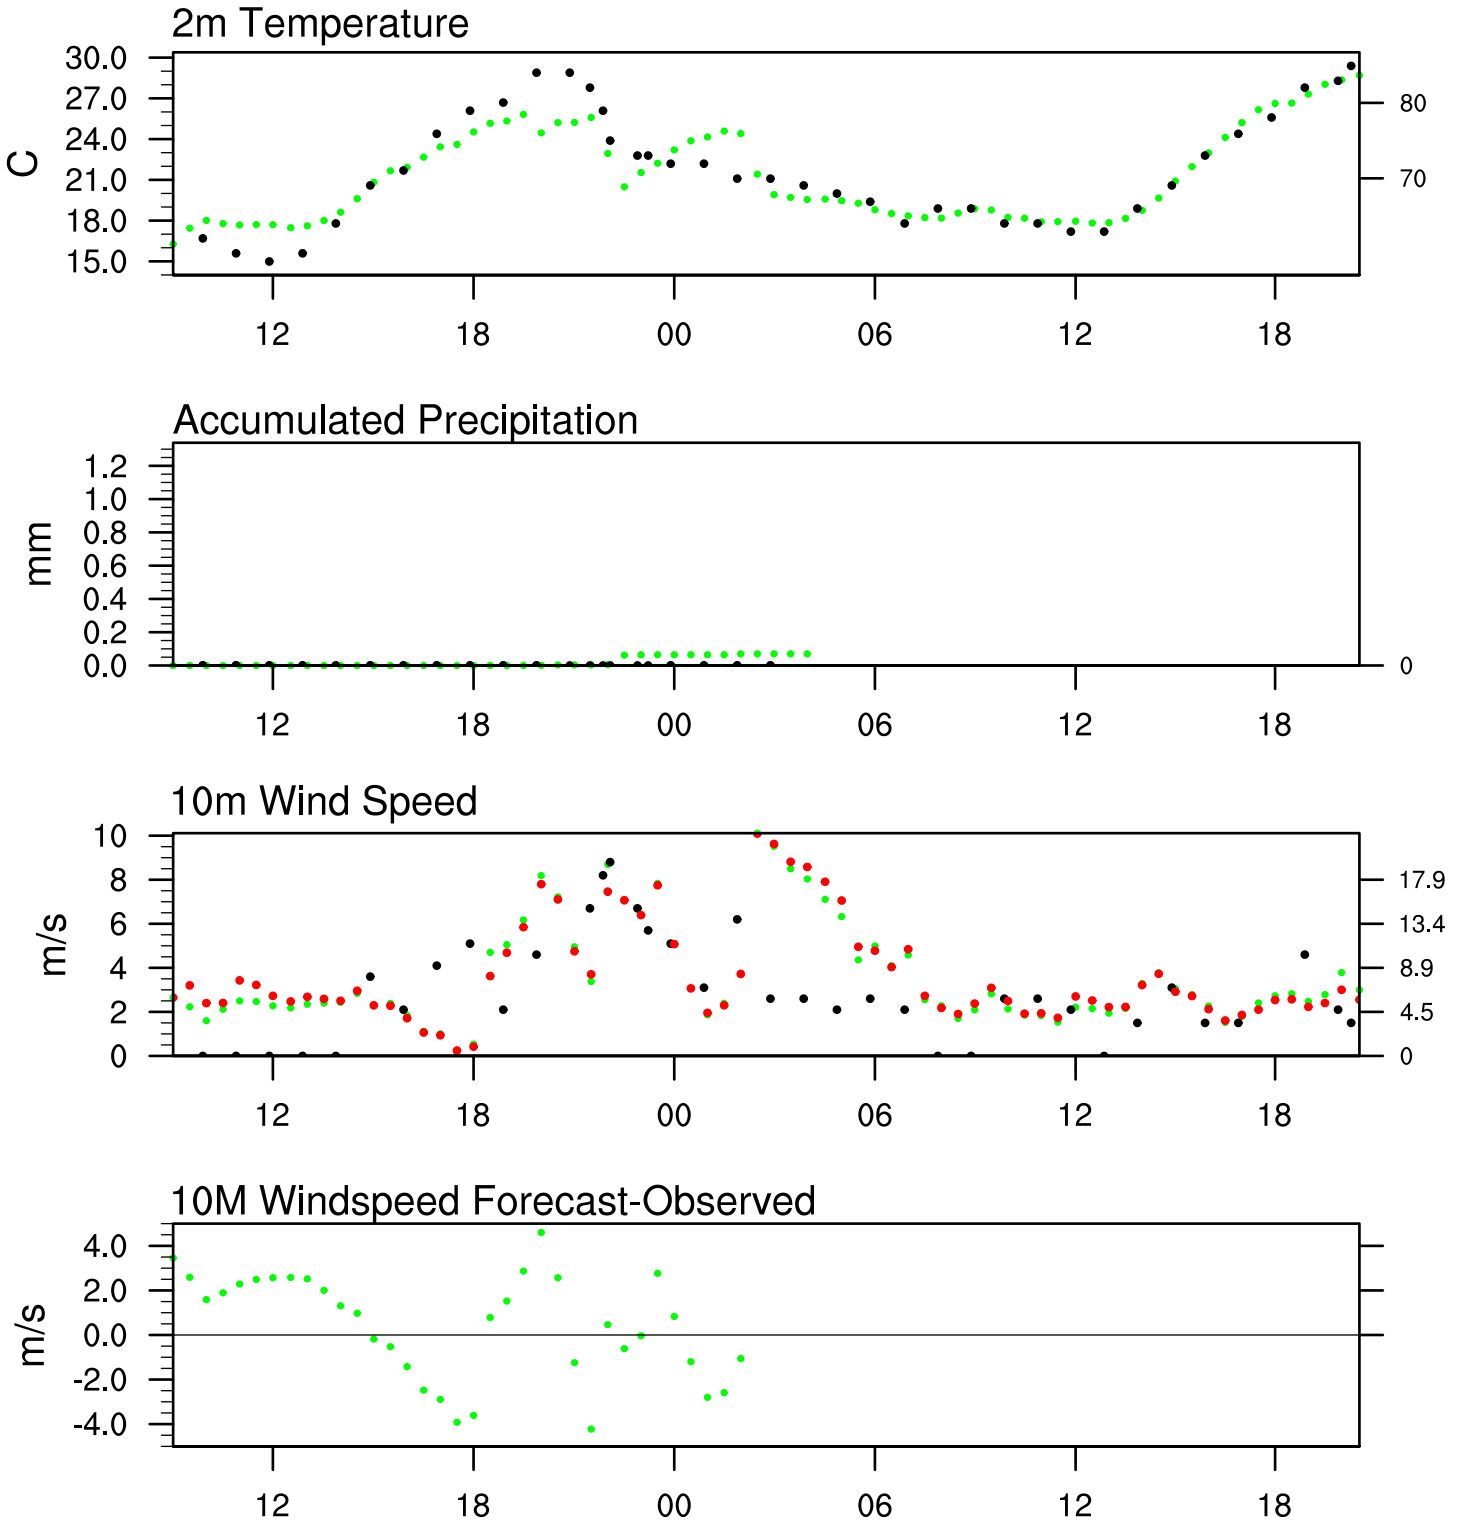 2m Temperature
30.0
27.0
24.0
21.0
18.0
15.0
C
80
70
12 18 00 06 12 18
Accumulated Precipitation
1.2
1.0
0.8
0.6
0.4
0.2
0.0
mm
0
12 18 00 06 12 18
10m Wind Speed
10
8
6
4
2
0
m/s
17.9
13.4
8.9
4.5
0
12 18 00 06 12 18
10M Windspeed Forecast-Observed
4.0
2.0
0.0
-2.0
-4.0
m/s
12 18 00 06 12 18